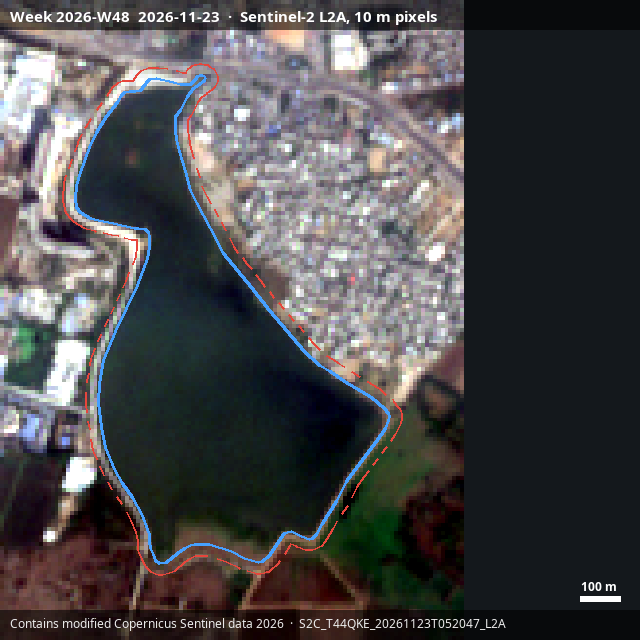 Week 2026-W48 2026-11-23 · Sentinel-2 L2A, 10 m pixels
100 m
Contains modified Copernicus Sentinel data 2026 · S2C_T44QKE_20261123T052047_L2A